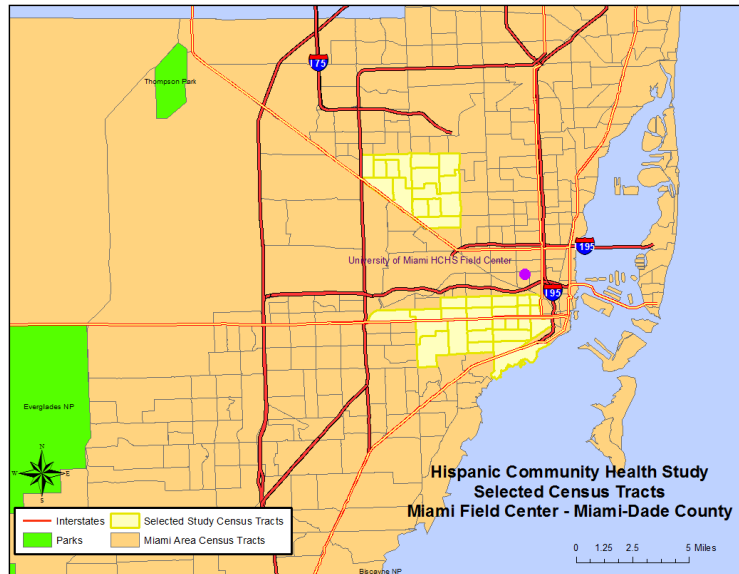 I75
Thompson Park
195
University of Miami HCHS Field Center
195
Everglades NP
N
W E
S
Hispanic Community Health Study
Selected Census Tracts
Miami Field Center - Miami-Dade County
Interstates
Selected Study Census Tracts
Parks
Miami Area Census Tracts
0 1.25 2.5 5 Miles
Biscayne NP